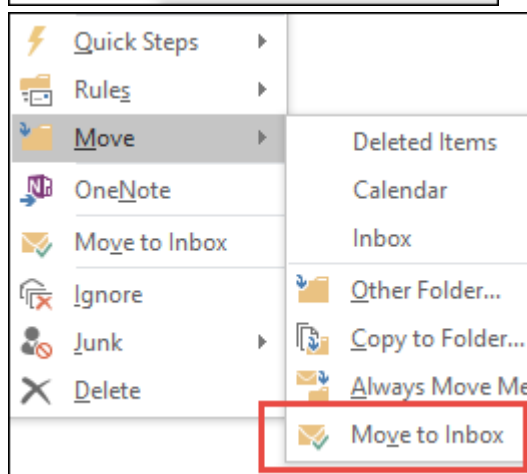 Quick Steps
Rules
Move
OneNote
Move to Inbox
Ignore
Junk
Delete
Deleted Items
Calendar
Inbox
Other Folder...
Copy to Folder...
Always Move Me
Move to Inbox